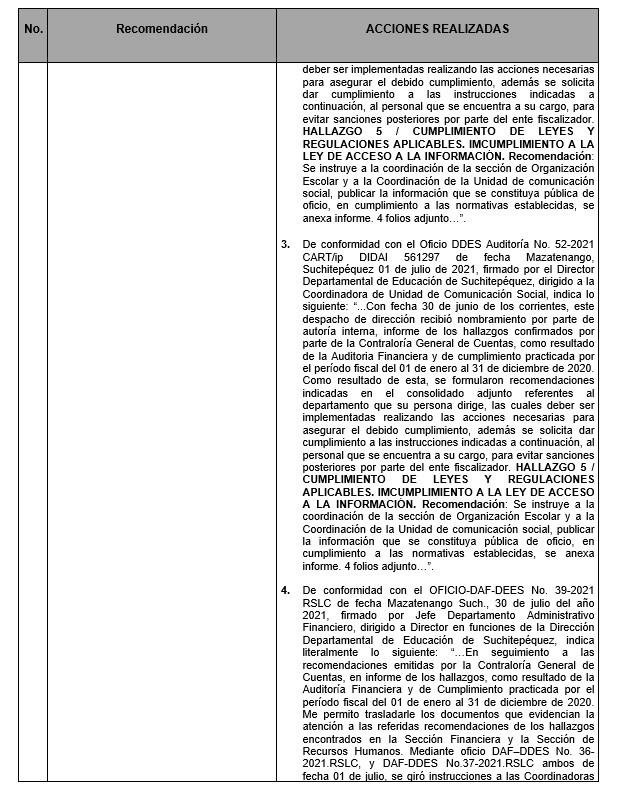 No.
Recomendación
ACCIONES REALIZADAS
deber ser implementadas realizando las acciones necesarias
para asegurar el debido cumplimiento, además se solicita
dar cumplimiento a las instrucciones indicadas a
continuación, al personal que se encuentra a su cargo, para
evitar sanciones posteriores por parte del ente fiscalizador.
HALLAZGO 5 / CUMPLIMIENTO DE LEYES Y
REGULACIONES APLICABLES. IMCUMPLIMIENTO A LA
LEY DE ACCESO A LA INFORMACIÓN. Recomendación:
Se instruye a la coordinación de la sección de Organización
Escolar y a la Coordinación de la Unidad de comunicación
social, publicar la información que se constituya pública de
oficio, en cumplimiento a las normativas establecidas, se
anexa informe. 4 folios adjunto…”.
3. De conformidad con el Oficio DDES Auditoría No. 52-2021
CART/ip DIDAI 561297 de fecha Mazatenango,
Suchitepéquez 01 de julio de 2021, firmado por el Director
Departamental de Educación de Suchitepéquez, dirigido a la
Coordinadora de Unidad de Comunicación Social, indica lo
siguiente: “...Con fecha 30 de junio de los corrientes, este
despacho de dirección recibió nombramiento por parte de
autoría interna, informe de los hallazgos confirmados por
parte de la Contraloría General de Cuentas, como resultado
de la Auditoria Financiera y de cumplimiento practicada por
el período fiscal del 01 de enero al 31 de diciembre de 2020.
Como resultado de esta, se formularon recomendaciones
indicadas en el consolidado adjunto referentes al
departamento que su persona dirige, las cuales deber ser
implementadas realizando las acciones necesarias para
asegurar el debido cumplimiento, además se solicita dar
cumplimiento a las instrucciones indicadas a continuación, al
personal que se encuentra a su cargo, para evitar sanciones
posteriores por parte del ente fiscalizador. HALLAZGO 5 /
CUMPLIMIENTO DE LEYES Y REGULACIONES
APLICABLES. IMCUMPLIMIENTO A LA LEY DE ACCESO
A LA INFORMACIÓN. Recomendación: Se instruye a la
coordinación de la sección de Organización Escolar y a la
Coordinación de la Unidad de comunicación social, publicar
la información que se constituya pública de oficio, en
cumplimiento a las normativas establecidas, se anexa
informe. 4 folios adjunto…”.
4. De conformidad con el OFICIO-DAF-DEES No. 39-2021
RSLC de fecha Mazatenango Such., 30 de julio del año
2021, firmado por Jefe Departamento Administrativo
Financiero, dirigido a Director en funciones de la Dirección
Departamental de Educación de Suchitepéquez, indica
literalmente lo siguiente: “…En seguimiento a las
recomendaciones emitidas por la Contraloría General de
Cuentas, en informe de los hallazgos, como resultado de la
Auditoría Financiera y de Cumplimiento practicada por el
período fiscal del 01 de enero al 31 de diciembre de 2020.
Me permito trasladarle los documentos que evidencian la
atención a las referidas recomendaciones de los hallazgos
encontrados en la Sección Financiera y la Sección de
Recursos Humanos. Mediante oficio DAF–DDES No. 36-
2021.RSLC, y DAF-DDES No.37-2021.RSLC ambos de
fecha 01 de julio, se giró instrucciones a las Coordinadoras